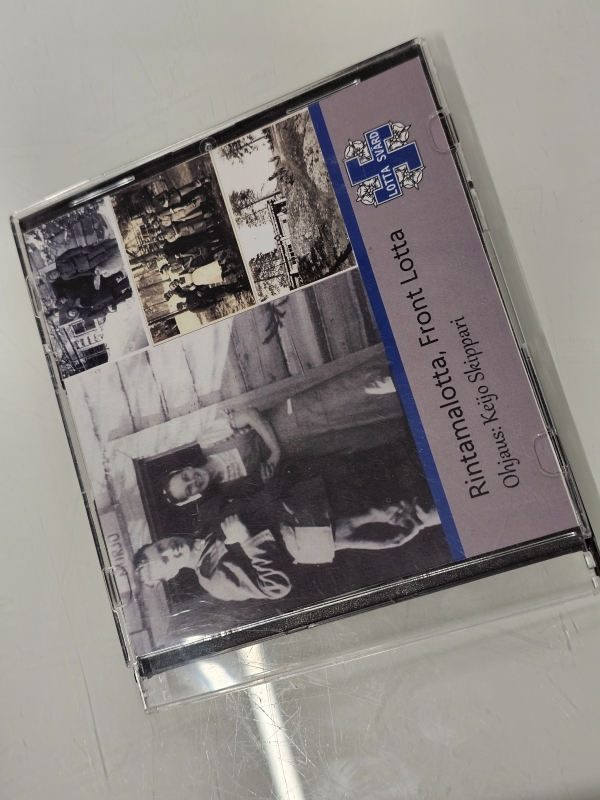 LOTTA SVÄRD
Rintamalotta, Front Lotta
Ohjaus: Keijo Skippari